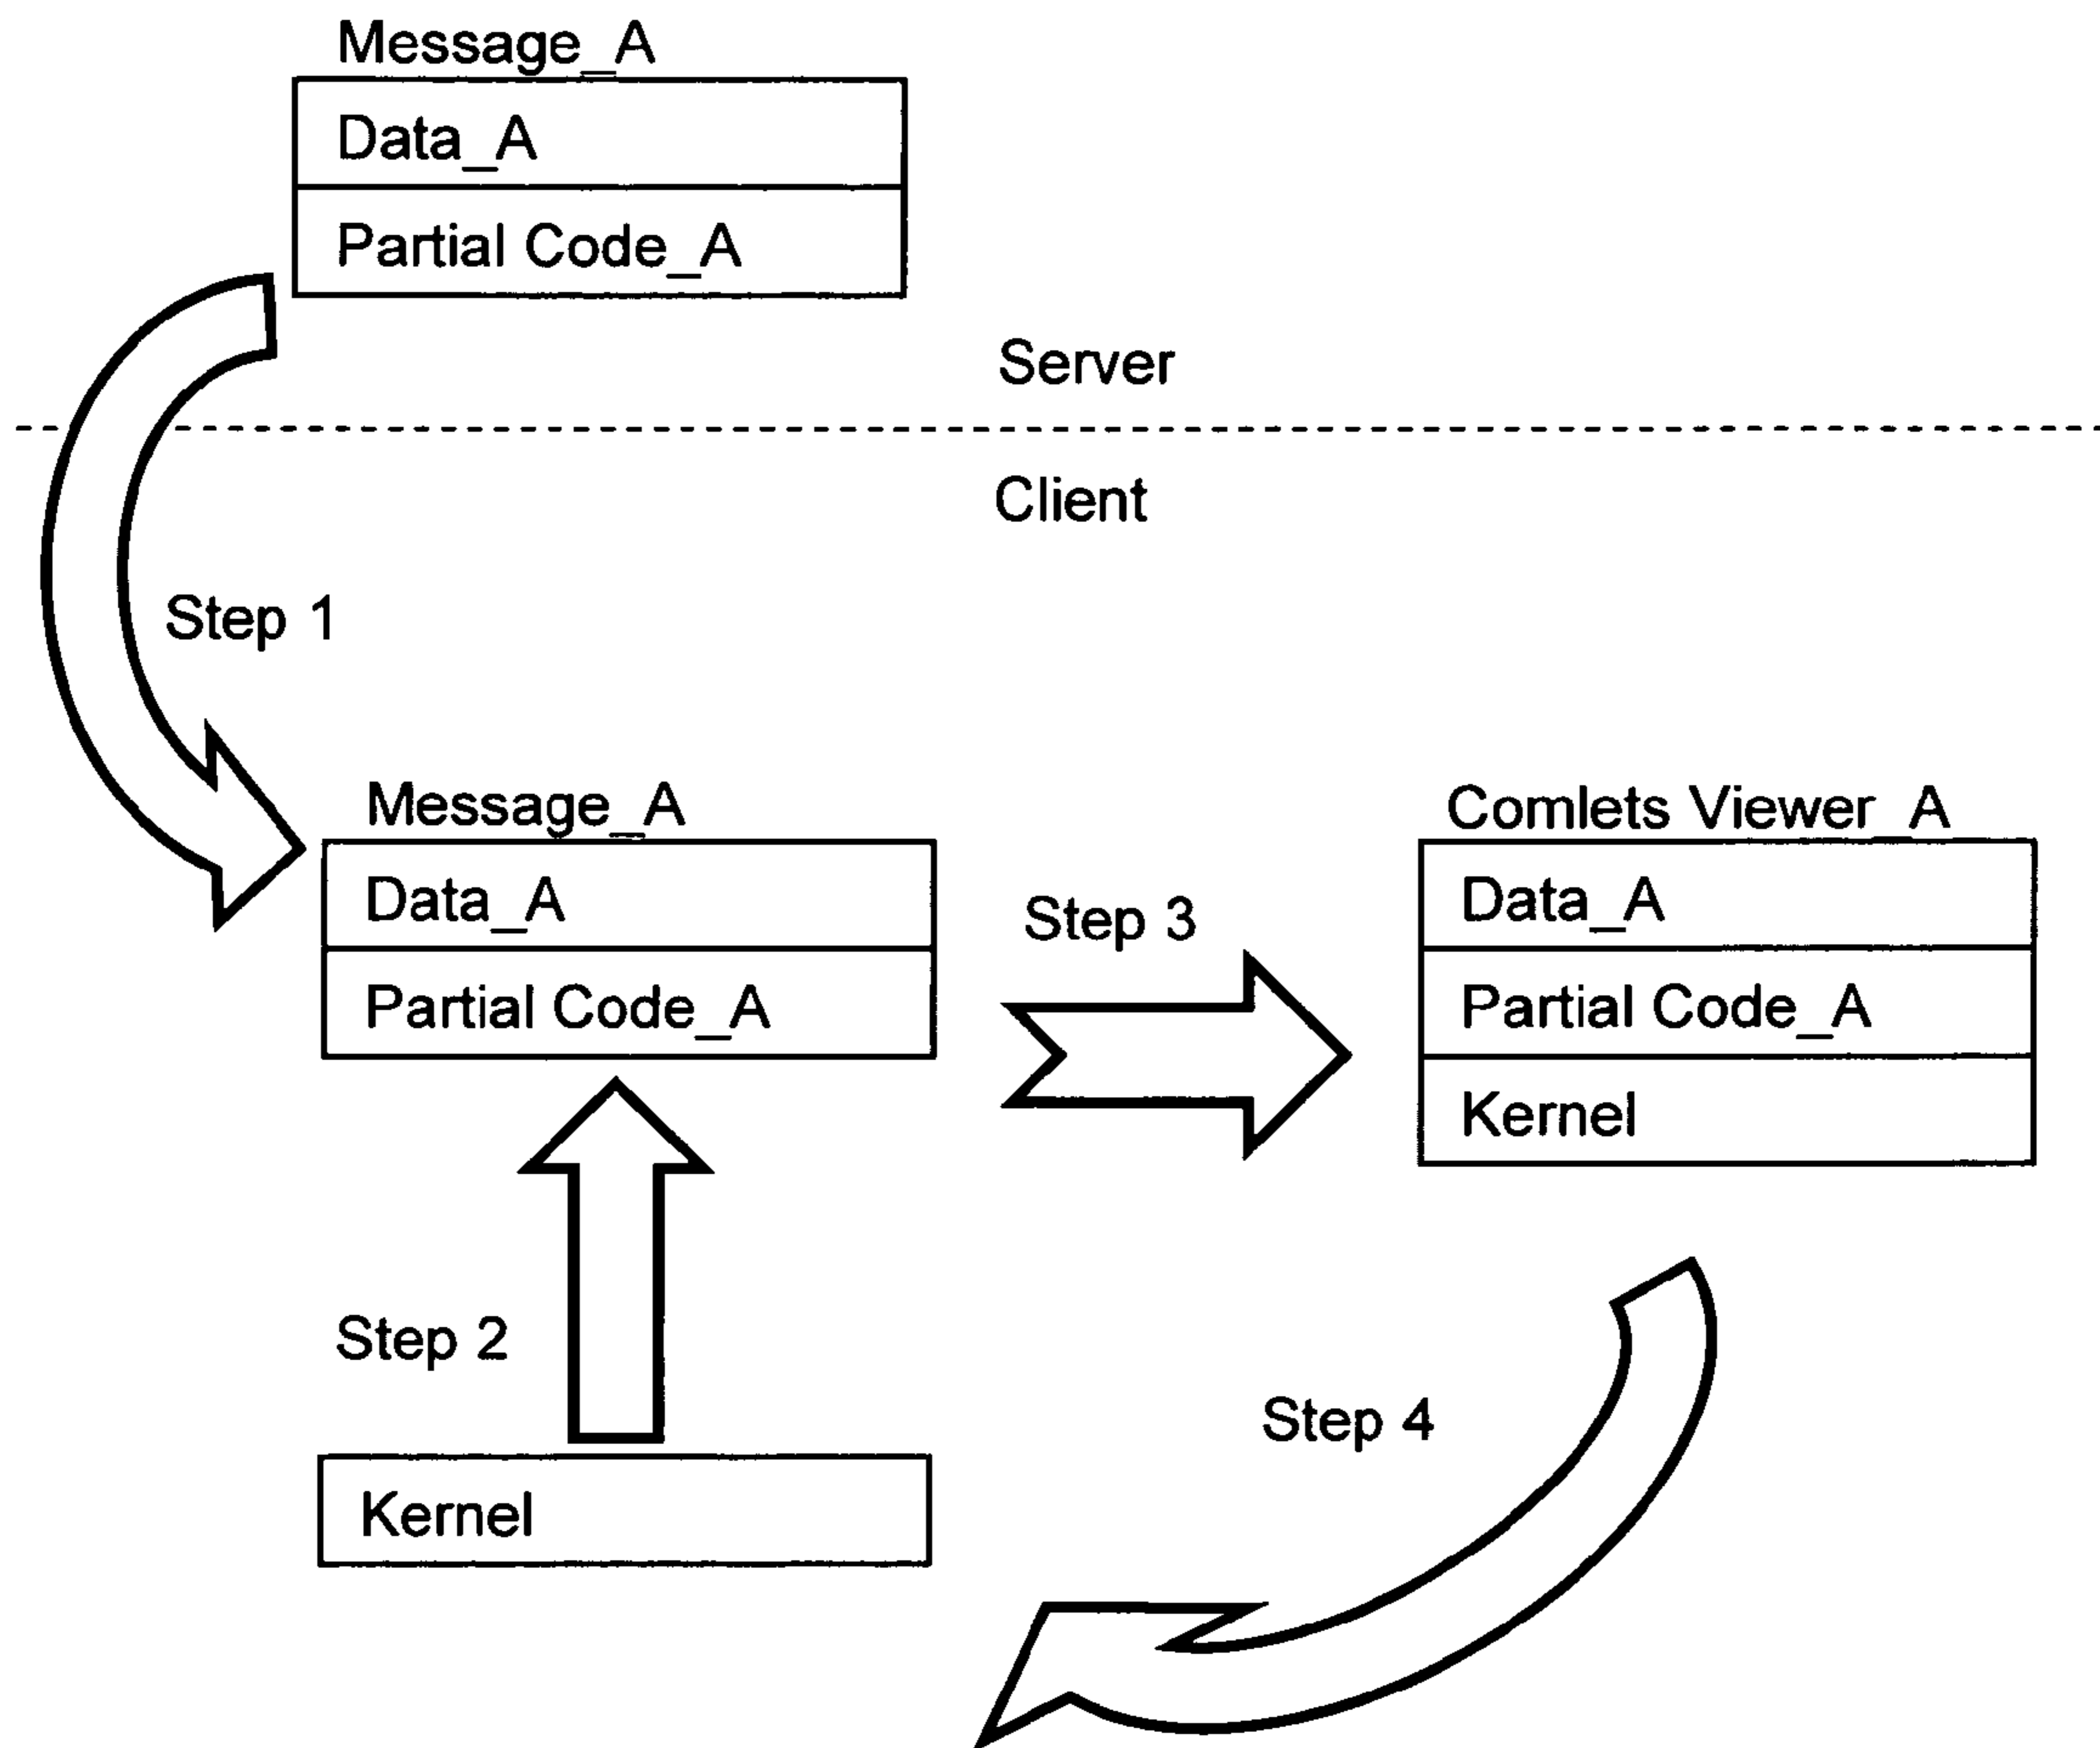 Message_A
Data_A
Partial Code_A
Server
Client
Step 1
Message_A
Data_A
Partial Code_A
Step 3
Comlets Viewer_A
Data_A
Partial Code_A
Kernel
Step 2
Kernel
Step 4